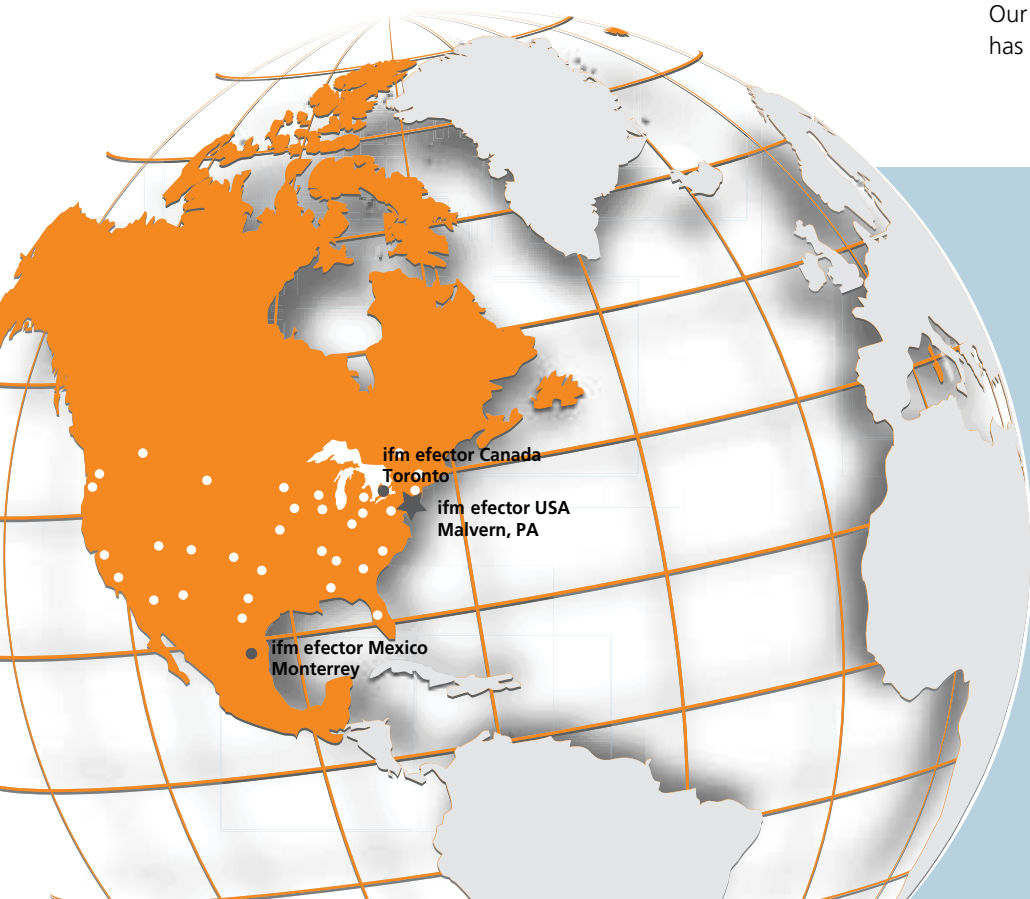 Our
has
ifm efector Canada
Toronto
ifm efector USA
Malvern, PA
ifm efector Mexico
Monterrey